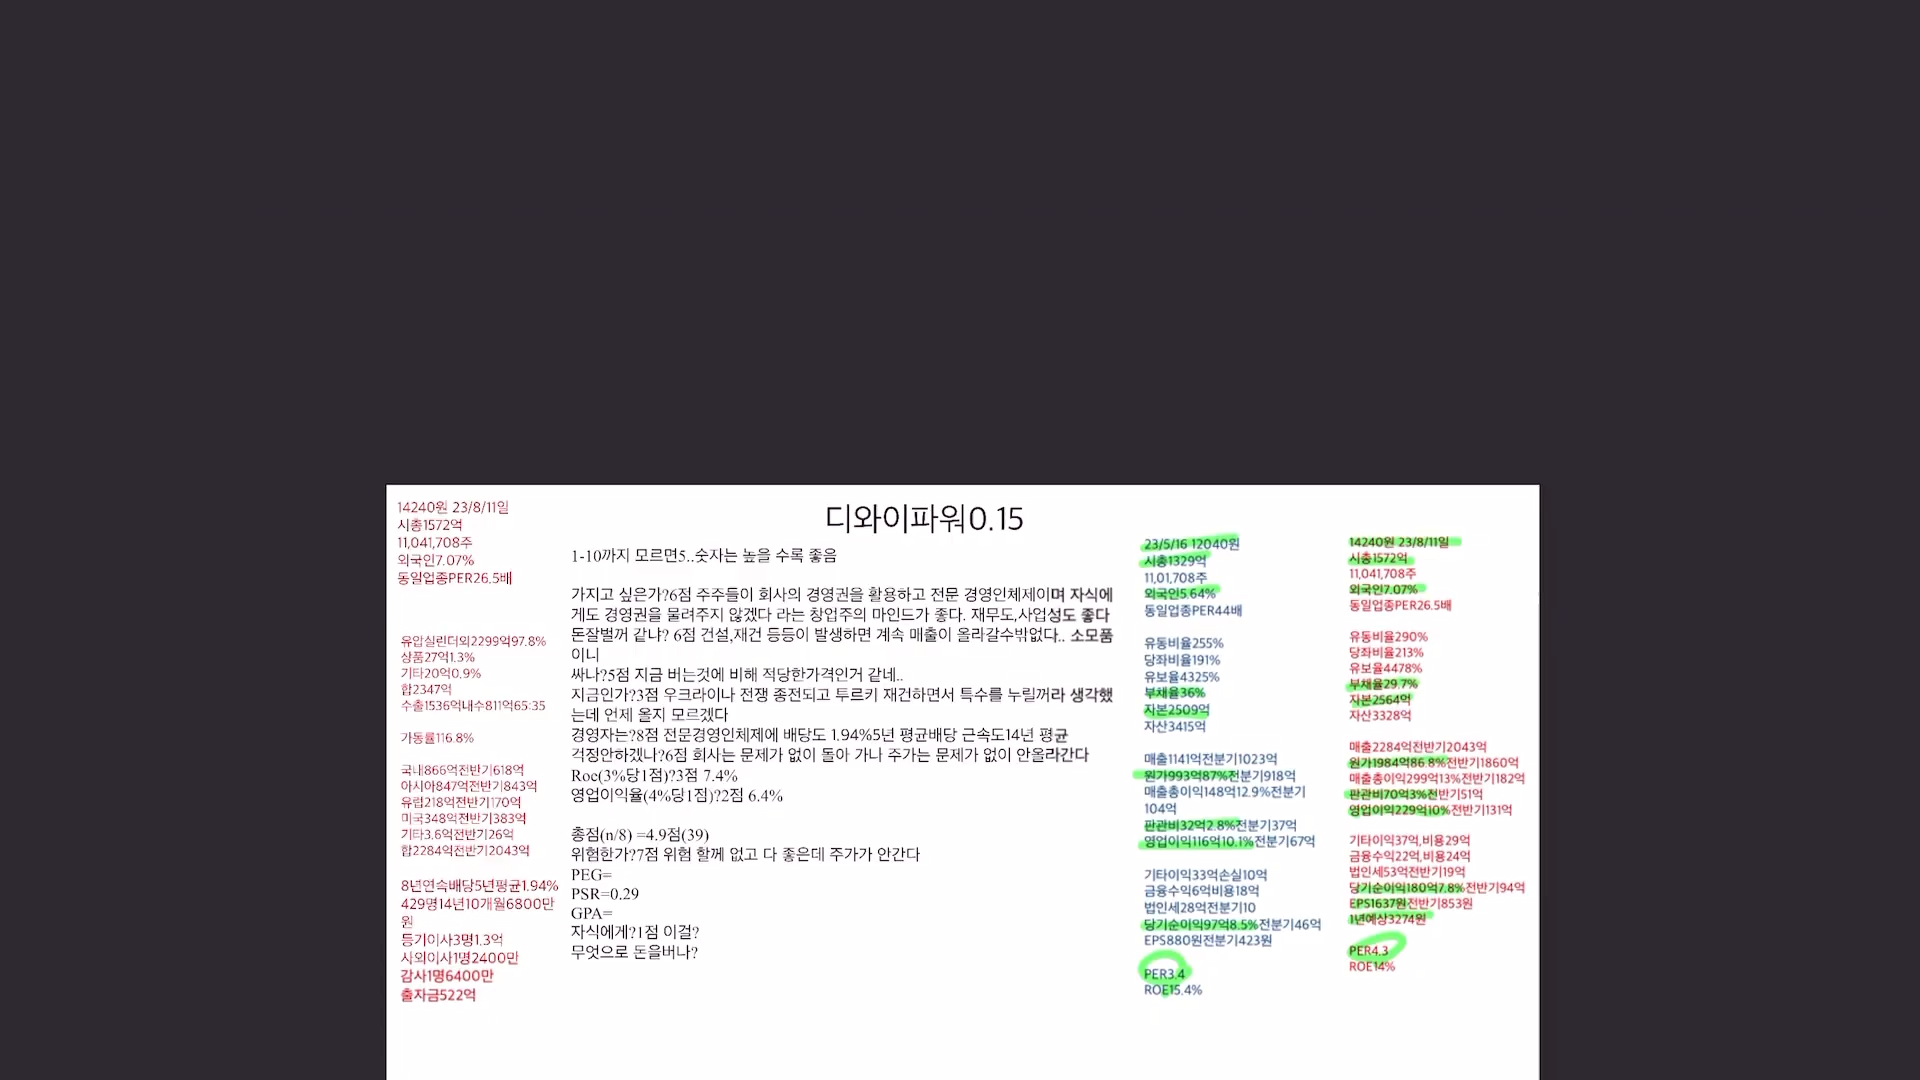 디와이파워0.15
14240원 23/8/11일
시총1572억
11,041,708주
외국인7.07%
동일업종PER26.5배
유압실린더외2299억97.8%
상품27억1.3%
기타20억0.9%
합2347억
수출1536억내수811억65:35
가동률116.8%
국내866억전반기618억
아시아847억전반기843억
유럽218억전반기170억
미국348억전반기383억
기타3.6억전반기26억
합2284억전반기2043억
8년연속배당5년평균1.94%
429명14년10개월6800만
원
등기이사3명1.3억
사외이사1명2400만
감사1명6400만
출자금522억
1-10까지 모르면5..숫자는 높을 수록 좋음
가지고 싶은가?6점 주주들이 회사의 경영권을 활용하고 전문 경영인체제이며 자식에
게도 경영권을 물려주지 않겠다 라는 창업주의 마인드가 좋다. 재무도,사업성도 좋다
돈잘벌꺼 같냐? 6점 건설,재건 등등이 발생하면 계속 매출이 올라갈수밖없다.. 소모품
이니
싸나?5점 지금 버는것에 비해 적당한가격인거 같네..
지금인가?3점 우크라이나 전쟁 종전되고 투르키 재건하면서 특수를 누릴꺼라 생각했
는데 언제 올지 모르겠다
경영자는?8점 전문경영인체제에 배당도 1.94%5년 평균배당 근속도14년 평균
걱정안하겠나?6점 회사는 문제가 없이 돌아 가나 주가는 문제가 없이 안올라간다
Roe(3%당1점)?3점 7.4%
영업이익율(4%당1점)?2점 6.4%
총점(n/8) =4.9점(39)
위험한가?7점 위험 할께 없고 다 좋은데 주가가 안간다
PEG=
PSR=0.29
GPA=
자식에게?1점 이걸?
무엇으로 돈을버나?
23/5/16 12040원
시총1329억
11,01,708주
외국인5.64%
동일업종PER44배
유동비율255%
당좌비율191%
유보율4325%
부채율36%
자본2509억
자산3415억
매출1141억전분기1023억
원가993억87%전분기918억
매출총이익148억12.9%전분기
104억
판관비32억2.8%전분기37억
영업이익116억10.1%전분기67억
기타이익33억손실10억
금융수익6억비용18억
법인세28억전분기10
당기순이익97억8.5%전분기46억
EPS880원전분기423원
PER3.4
ROE15.4%
14240원 23/8/11일
시총1572억
11,041,708주
외국인7.07%
동일업종PER26.5배
유동비율290%
당좌비율213%
유보율4478%
부채율29.7%
자본2564억
자산3328억
매출2284억전반기2043억
원가1984억86.8%전반기1860억
매출총이익299억13%전반기182억
판관비70억3%전반기51억
영업이익229억10%전반기131억
기타이익37억,비용29억
금융수익22억,비용24억
법인세53억전반기19억
당기순이익180억7.8%전반기94억
EPS1637원전반기853원
1년예상3274원
PER4.3
ROE14%